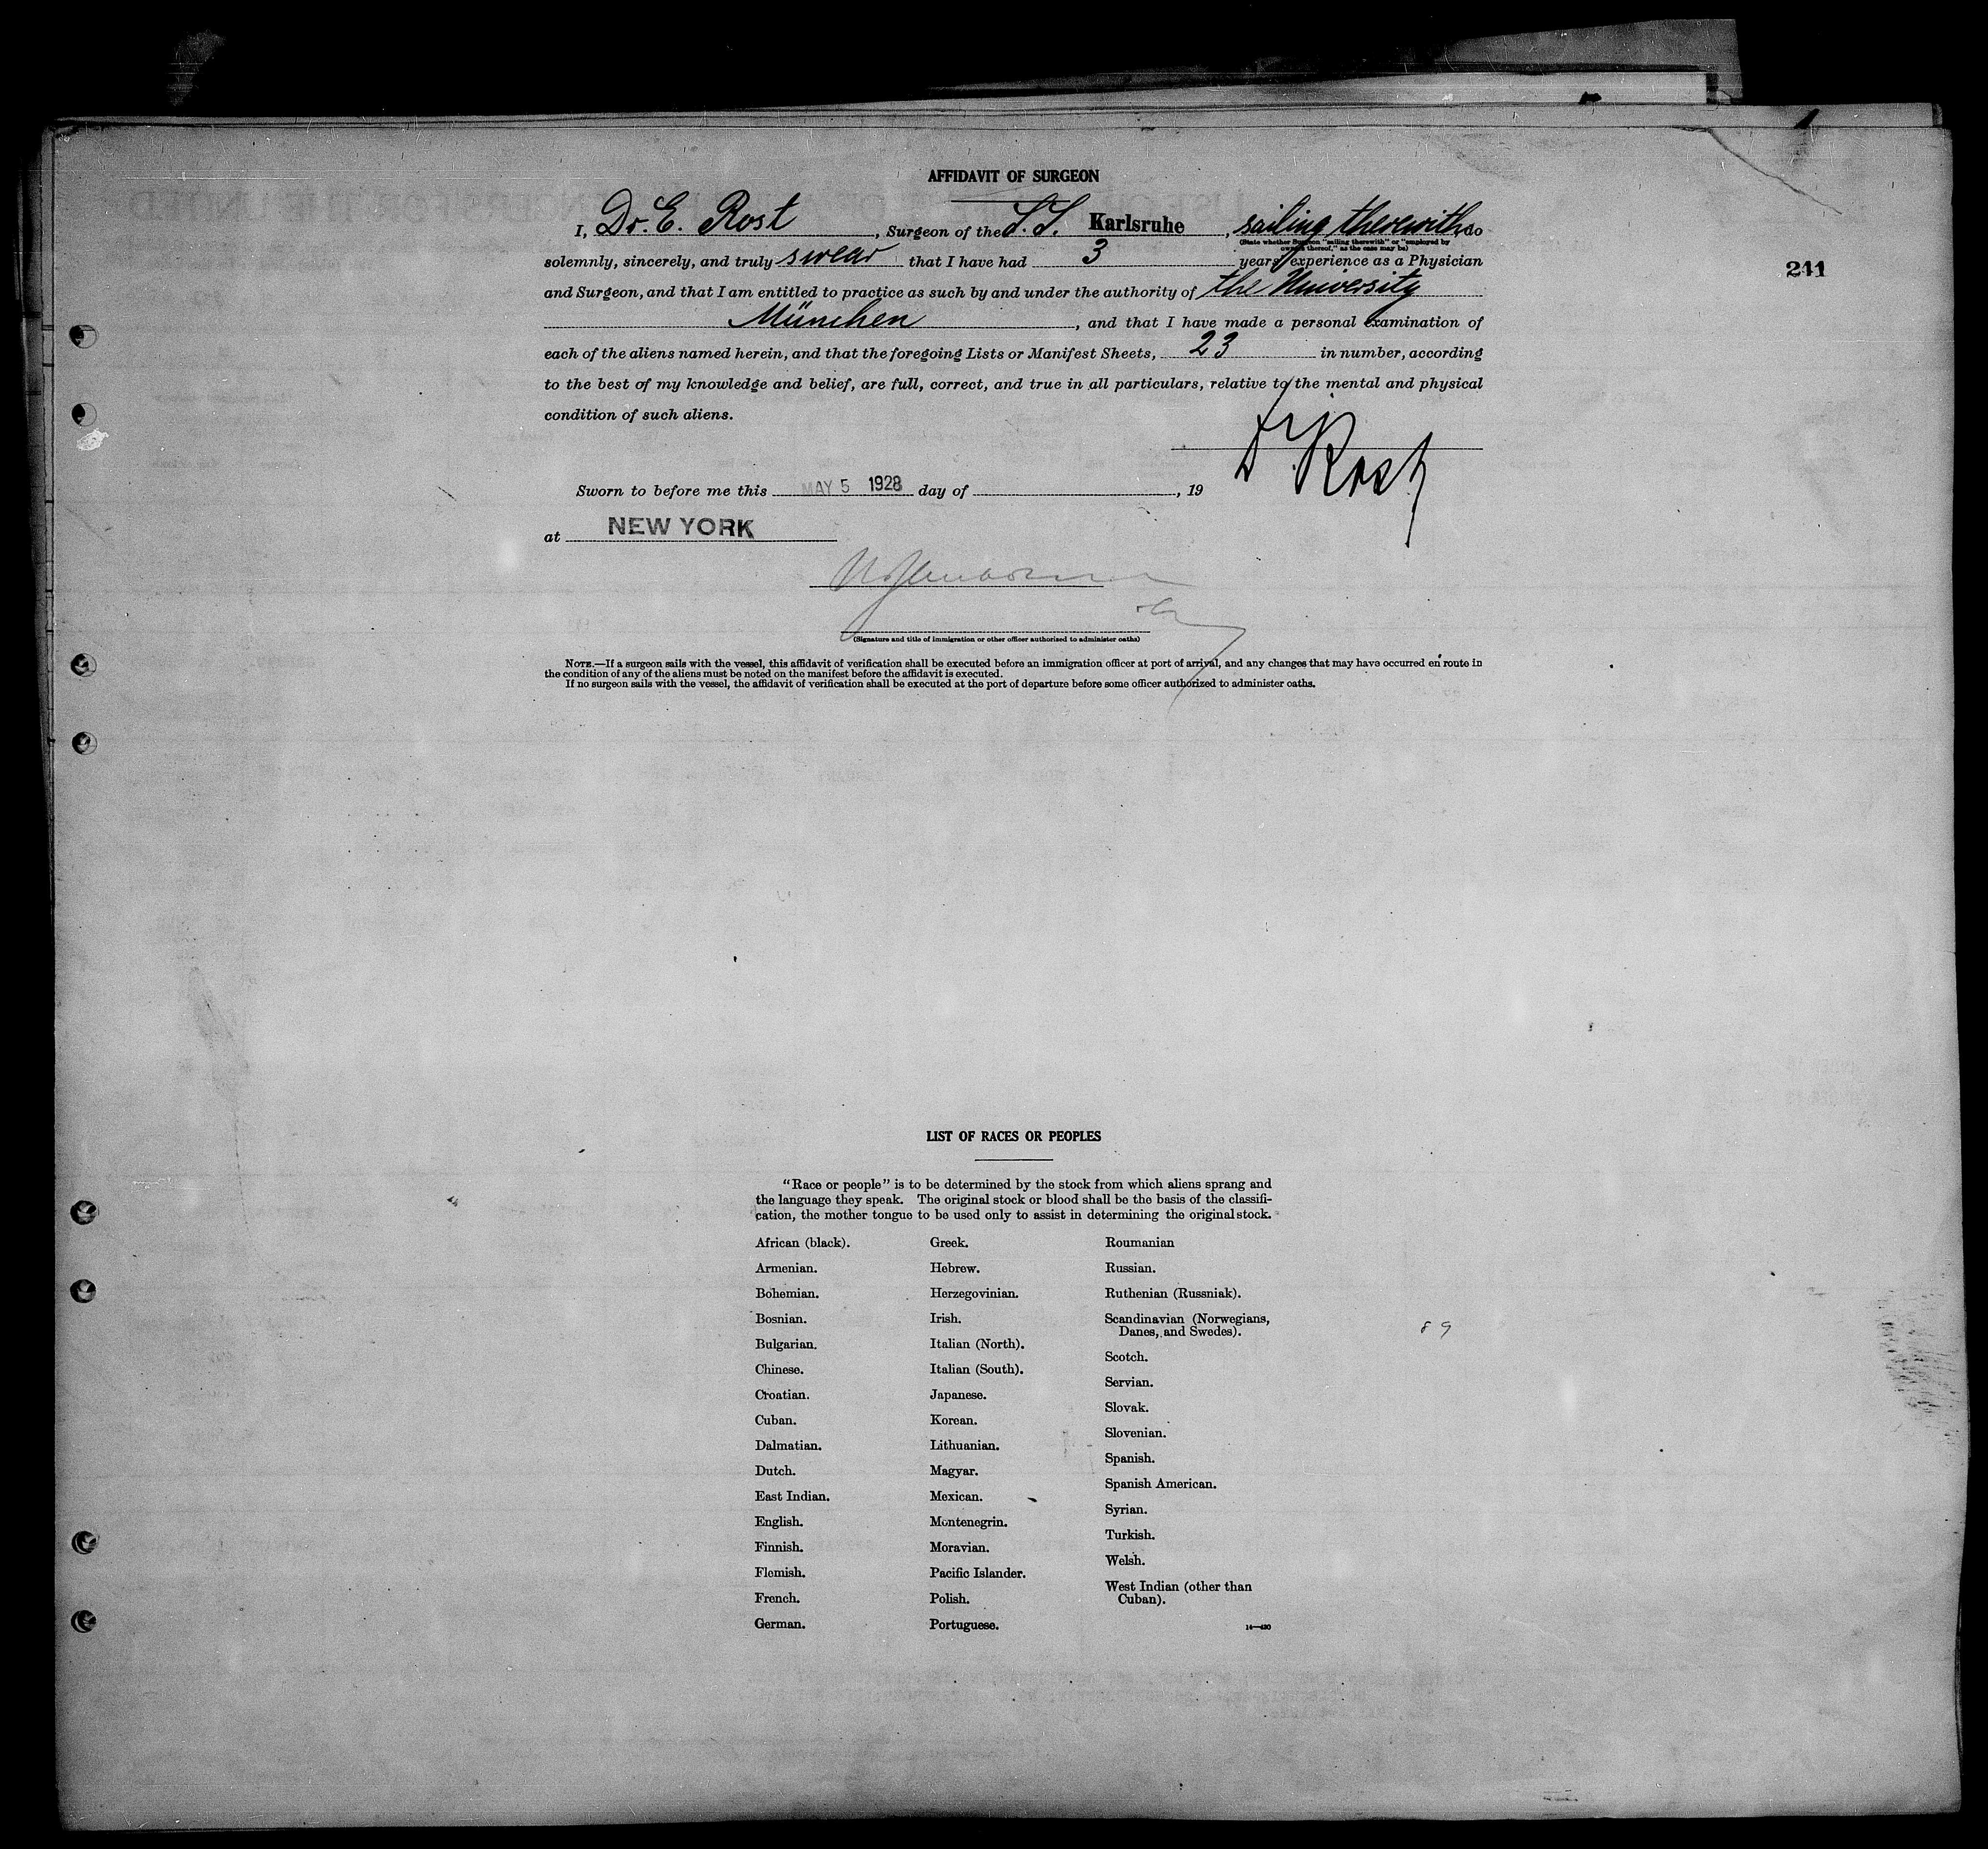 AFFIDAVIT OF SURGEON
I, Dr. E. Rost, Surgeon of the S.S. Karlsruhe, sailing therewith, do
(State whether Surgeon "sailing therewith" or "employed by
owners thereof," as the case may be)
solemnly, sincerely, and truly swear that I have had 3 years' experience as a Physician
and Surgeon, and that I am entitled to practice as such by and under the authority of the University
München, and that I have made a personal examination of
each of the aliens named herein, and that the foregoing Lists or Manifest Sheets, 23 in number, according
to the best of my knowledge and belief, are full, correct, and true in all particulars, relative to the mental and physical
condition of such aliens.
241
Dr Rost
Sworn to before me this MAY 5 1928 day of , 19
at NEW YORK
(Signature and title of immigration or other officer authorized to administer oaths)
NOTE.—If a surgeon sails with the vessel, this affidavit of verification shall be executed before an immigration officer at port of arrival, and any changes that may have occurred en route in
the condition of any of the aliens must be noted on the manifest before the affidavit is executed.
If no surgeon sails with the vessel, the affidavit of verification shall be executed at the port of departure before some officer authorized to administer oaths.
LIST OF RACES OR PEOPLES
"Race or people" is to be determined by the stock from which aliens sprang and
the language they speak. The original stock or blood shall be the basis of the classifi-
cation, the mother tongue to be used only to assist in determining the original stock.
African (black).
Armenian.
Bohemian.
Bosnian.
Bulgarian.
Chinese.
Croatian.
Cuban.
Dalmatian.
Dutch.
East Indian.
English.
Finnish.
Flemish.
French.
German.
Greek.
Hebrew.
Herzegovinian.
Irish.
Italian (North).
Italian (South).
Japanese.
Korean.
Lithuanian.
Magyar.
Mexican.
Montenegrin.
Moravian.
Pacific Islander.
Polish.
Portuguese.
Roumanian
Russian.
Ruthenian (Russniak).
Scandinavian (Norwegians,
Danes, and Swedes).
Scotch.
Servian.
Slovak.
Slovenian.
Spanish.
Spanish American.
Syrian.
Turkish.
Welsh.
West Indian (other than
Cuban).
14—430
89